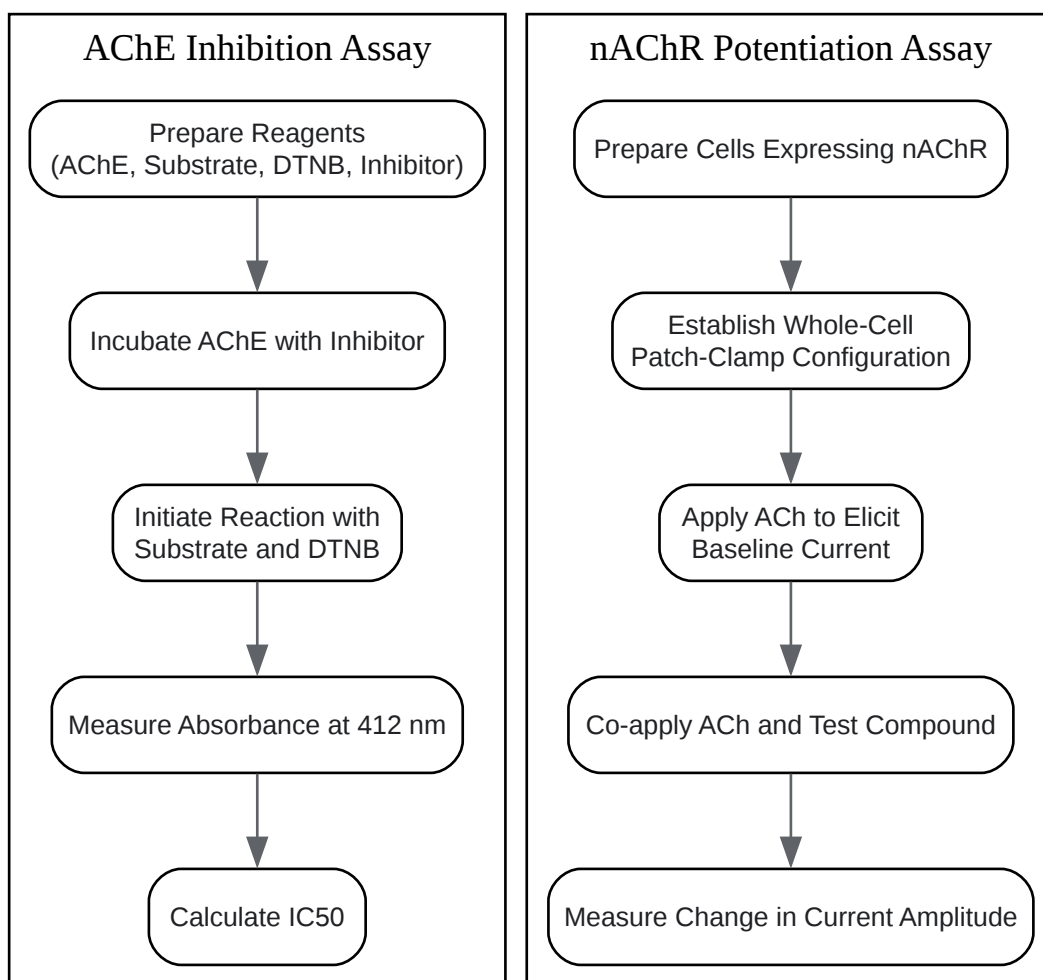 AChE Inhibition Assay
Prepare Reagents
(AChE, Substrate, DTNB, Inhibitor)
Incubate AChE with Inhibitor
Initiate Reaction with
Substrate and DTNB
Measure Absorbance at 412 nm
Calculate IC50
nAChR Potentiation Assay
Prepare Cells Expressing nAChR
Establish Whole-Cell
Patch-Clamp Configuration
Apply ACh to Elicit
Baseline Current
Co-apply ACh and Test Compound
Measure Change in Current Amplitude